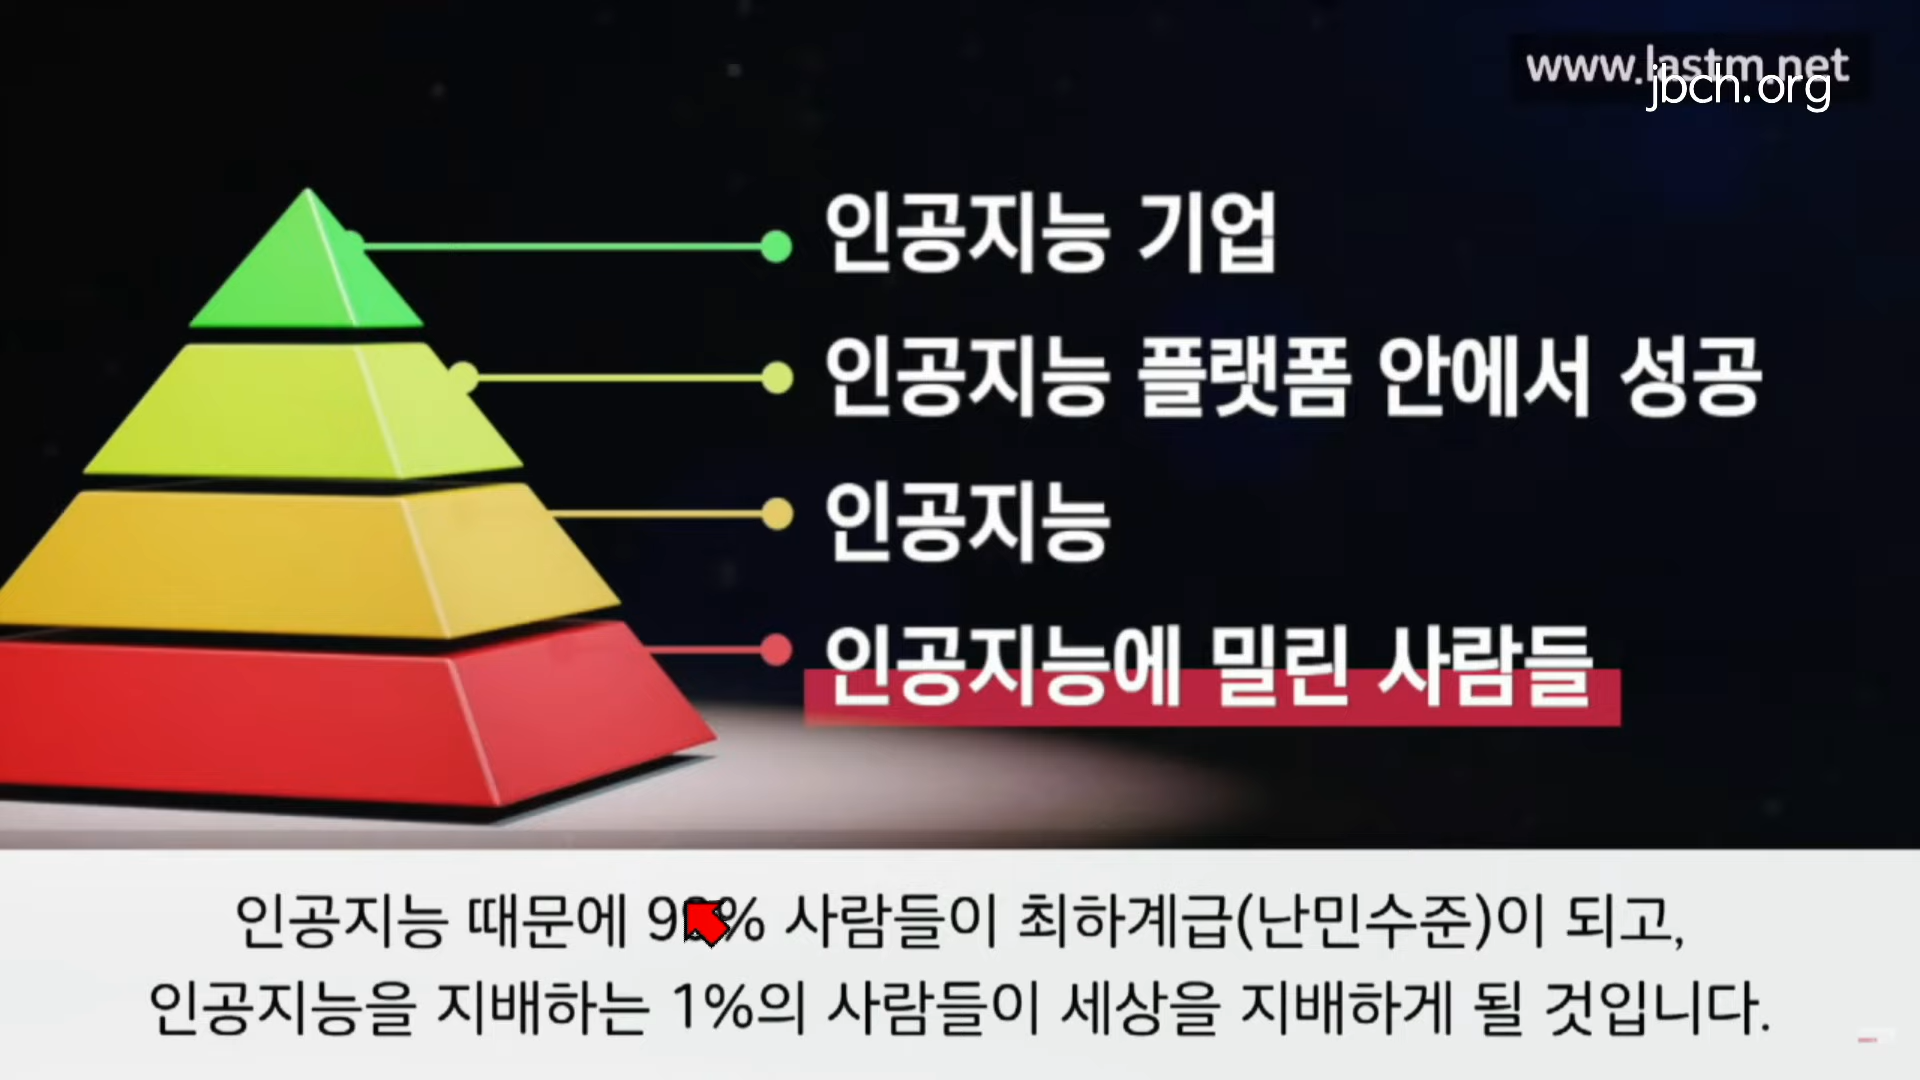 www.lastm.net
jbch.org
인공지능 기업
인공지능 플랫폼 안에서 성공
인공지능
인공지능에 밀린 사람들
인공지능 때문에 사람들이 최하계급(난민수준)이 되고,
인공지능을 지배하는 1%의 사람들이 세상을 지배하게 될 것입니다.